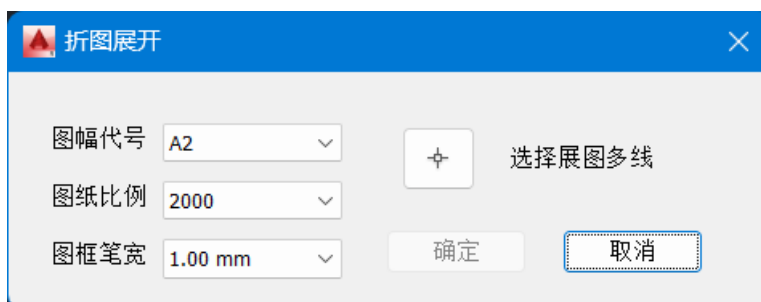 折图展开
图幅代号 A2
选择展图多线
图纸比例 2000
图框笔宽 1.00 mm
确定 取消